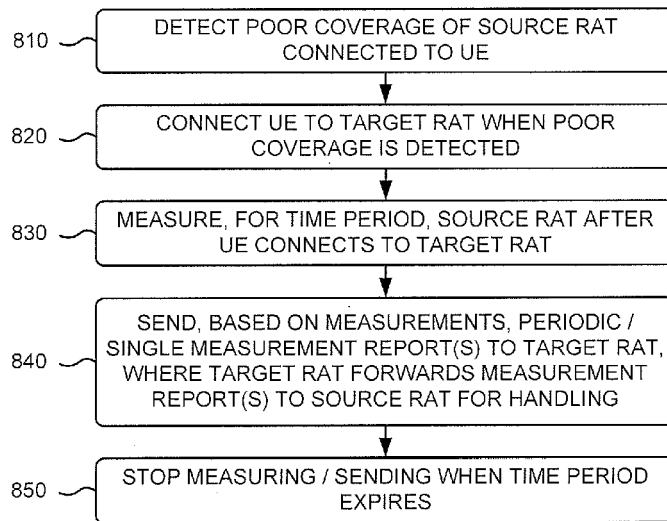 810
DETECT POOR COVERAGE OF SOURCE RAT
CONNECTED TO UE
820
CONNECT UE TO TARGET RAT WHEN POOR
COVERAGE IS DETECTED
830
MEASURE, FOR TIME PERIOD, SOURCE RAT AFTER
UE CONNECTS TO TARGET RAT
840
SEND, BASED ON MEASUREMENTS, PERIODIC /
SINGLE MEASUREMENT REPORT(S) TO TARGET RAT,
WHERE TARGET RAT FORWARDS MEASUREMENT
REPORT(S) TO SOURCE RAT FOR HANDLING
850
STOP MEASURING / SENDING WHEN TIME PERIOD
EXPIRES